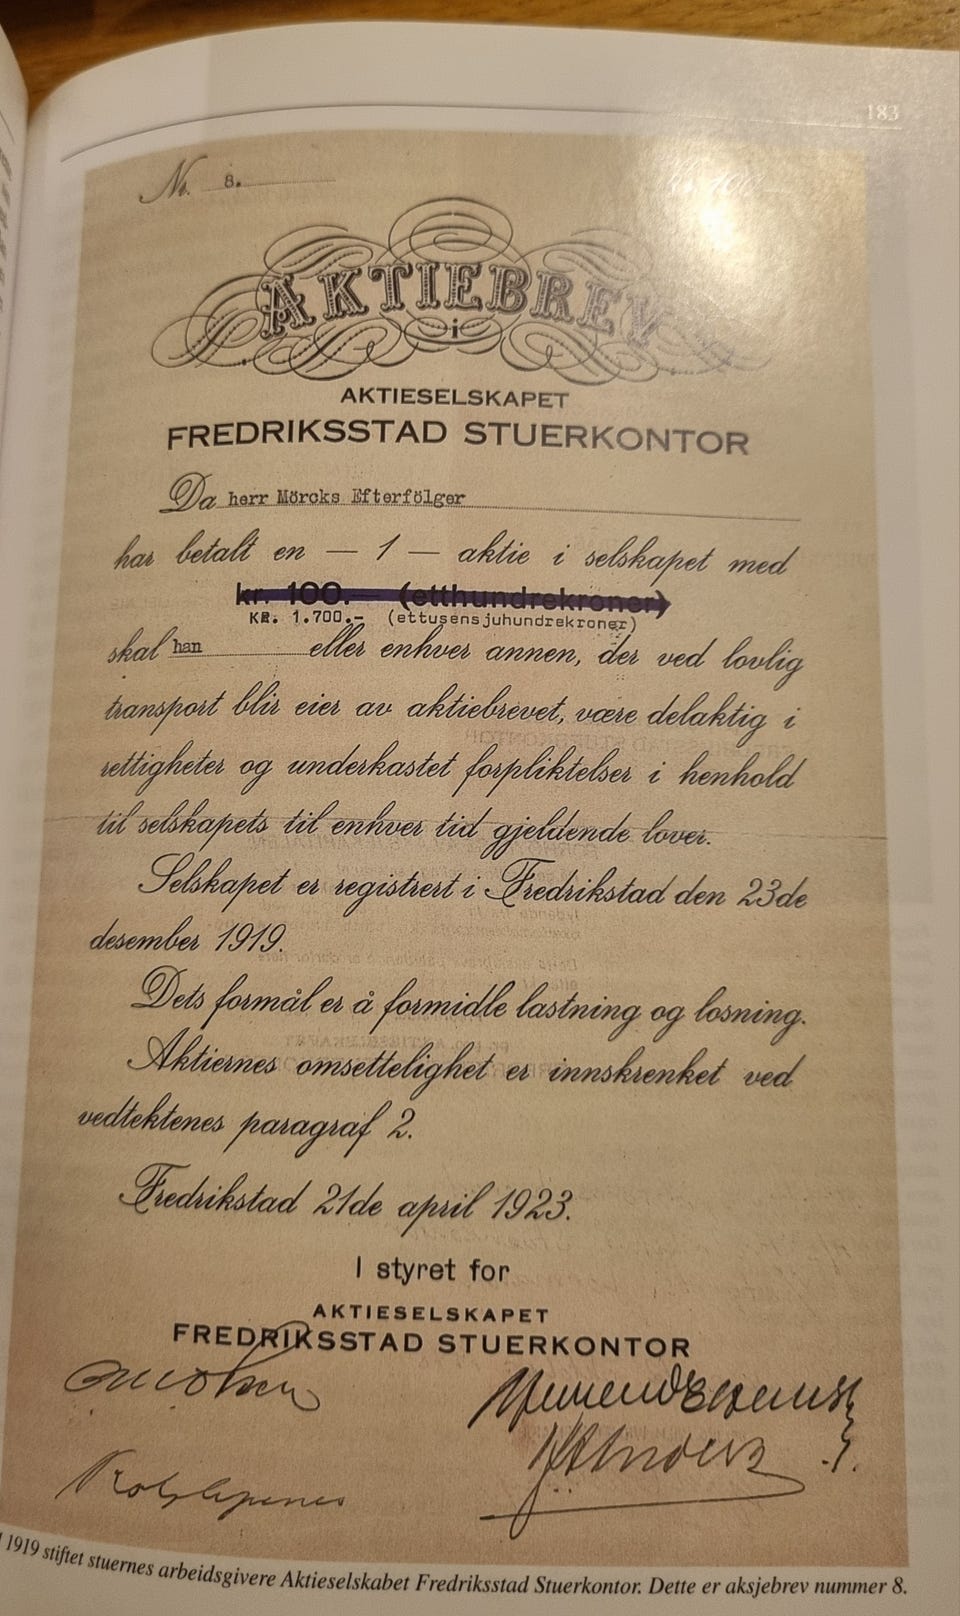 183
Nr. 8.
AKTIEBREV
i
AKTIESELSKAPET
FREDRIKSSTAD STUERKONTOR
Da herr Mörcks Efterfölger
har betalt en — 1 — aktie i selskapet med
kr. 100.— (etthundrekroner)
KR. 1.700.- (ettusensjuhundrekroner)
skal han eller enhver annen, der ved lovlig
transport blir eier av aktiebrevet, være delaktig i
rettigheter og underkastet forpliktelser i henhold
til selskapets til enhver tid gjeldende lover.
Selskapet er registrert i Fredrikstad den 23de
desember 1919.
Dets formål er å formidle lastning og losning.
Aktiernes omsettelighet er innskrenket ved
vedtektenes paragraf 2.
Fredrikstad 21de april 1923.
I styret for
AKTIESELSKAPET
FREDRIKSSTAD STUERKONTOR
1919 stiftet stuernes arbeidsgivere Aktieselskabet Fredriksstad Stuerkontor. Dette er aksjebrev nummer 8.